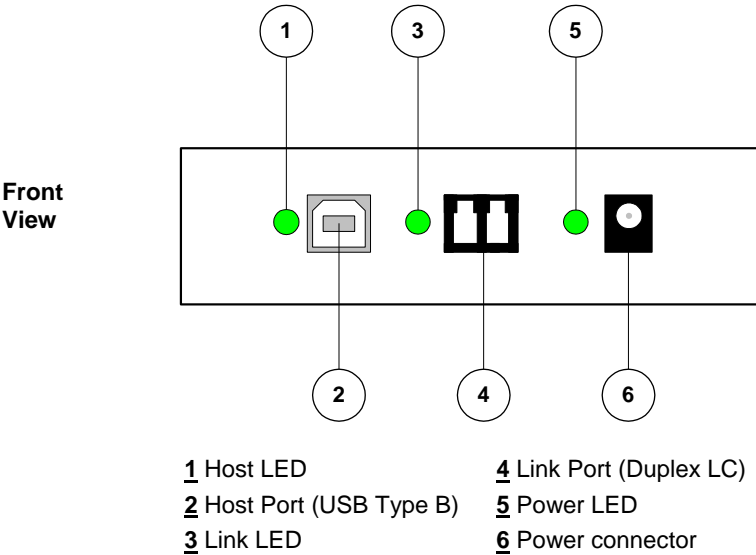 1
3
5
Front
View
2
4
6
1 Host LED
2 Host Port (USB Type B)
3 Link LED
4 Link Port (Duplex LC)
5 Power LED
6 Power connector